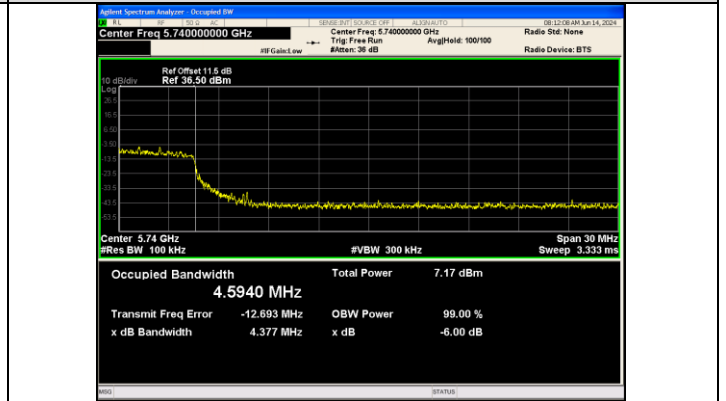 Agilent Spectrum Analyzer - Occupied BW
RL RF 50 Ω AC SENSE:INT SOURCE OFF ALIGN AUTO 08:12:08 AM Jun 14, 2024
Center Freq 5.740000000 GHz Center Freq: 5.740000000 GHz Radio Std: None
Trig: Free Run Avg|Hold: 100/100
#IFGain:Low #Atten: 36 dB Radio Device: BTS
Ref Offset 11.5 dB
10 dB/div Ref 36.50 dBm
Log
26.5
16.5
6.50
-3.50
-13.5
-23.5
-33.5
-43.5
-53.5
Center 5.74 GHz Span 30 MHz
#Res BW 100 kHz #VBW 300 kHz Sweep 3.333 ms
Occupied Bandwidth Total Power 7.17 dBm
4.5940 MHz
Transmit Freq Error -12.693 MHz OBW Power 99.00 %
x dB Bandwidth 4.377 MHz x dB -6.00 dB
MSG STATUS